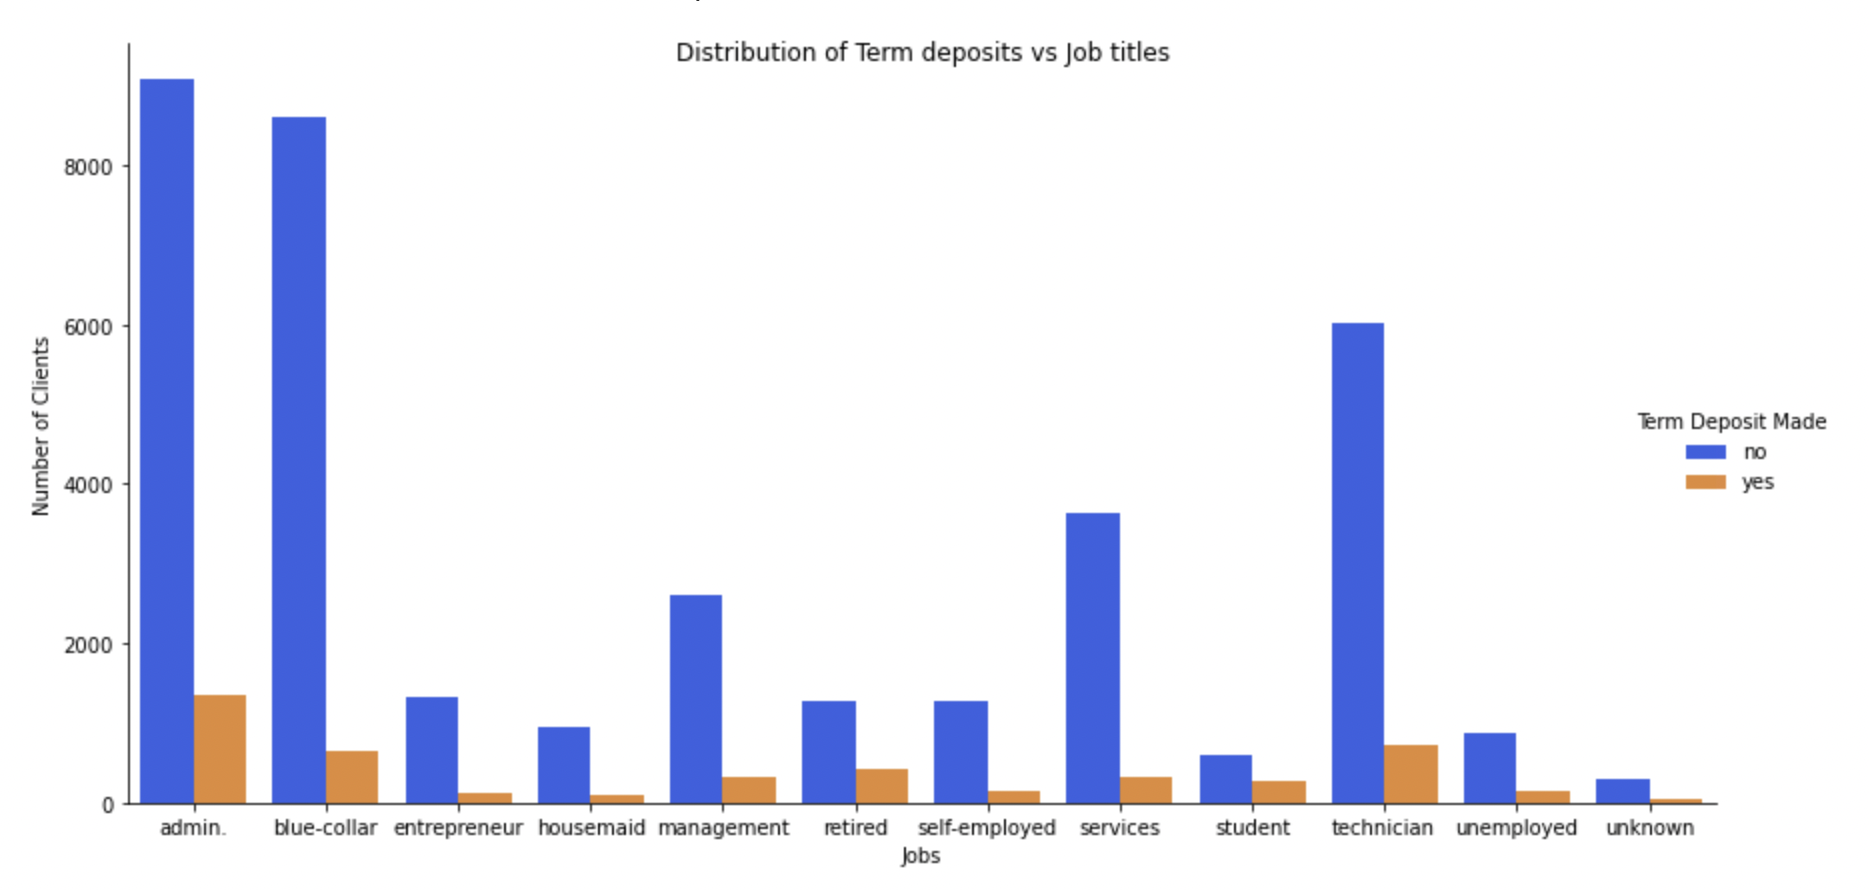 Distribution of Term deposits vs Job titles
Number of Clients
8000
6000
4000
2000
0
admin. blue-collar entrepreneur housemaid management retired self-employed services student technician unemployed unknown
Jobs
Term Deposit Made
no
yes